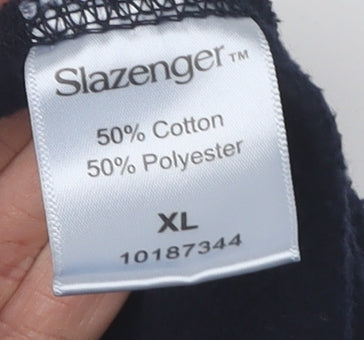 Slazenger™
50% Cotton
50% Polyester
XL
10187344